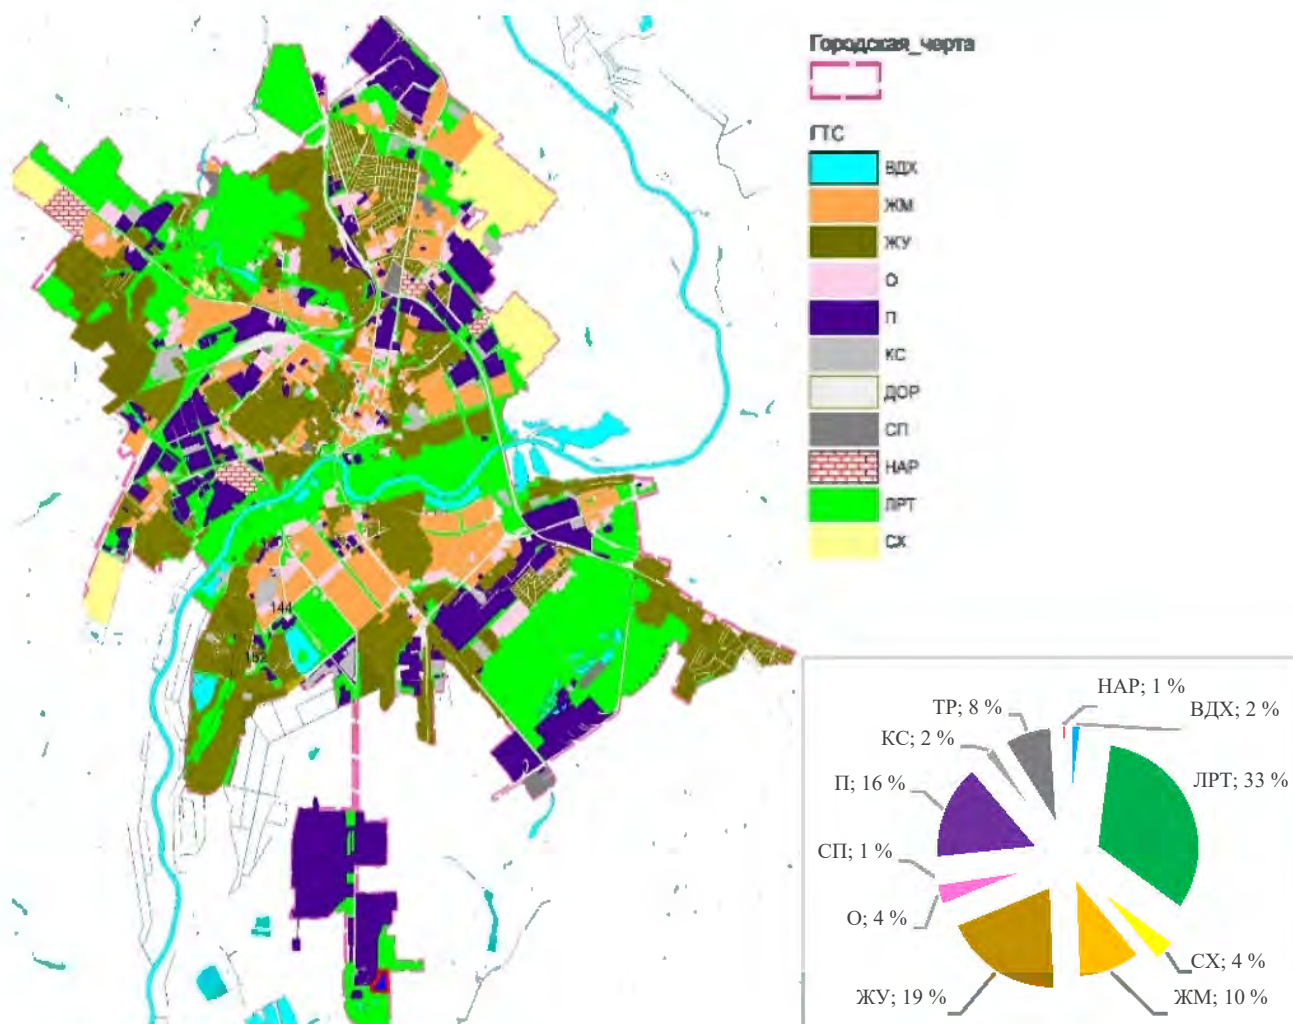 Городская_черта
ГТС
ВДХ
ЖМ
ЖУ
О
П
КС
ДОР
СП
НАР
ЛРТ
СХ
144
152
НАР; 1 %
ВДХ; 2 %
ТР; 8 %
КС; 2 %
ЛРТ; 33 %
П; 16 %
СП; 1 %
О; 4 %
СХ; 4 %
ЖУ; 19 %
ЖМ; 10 %